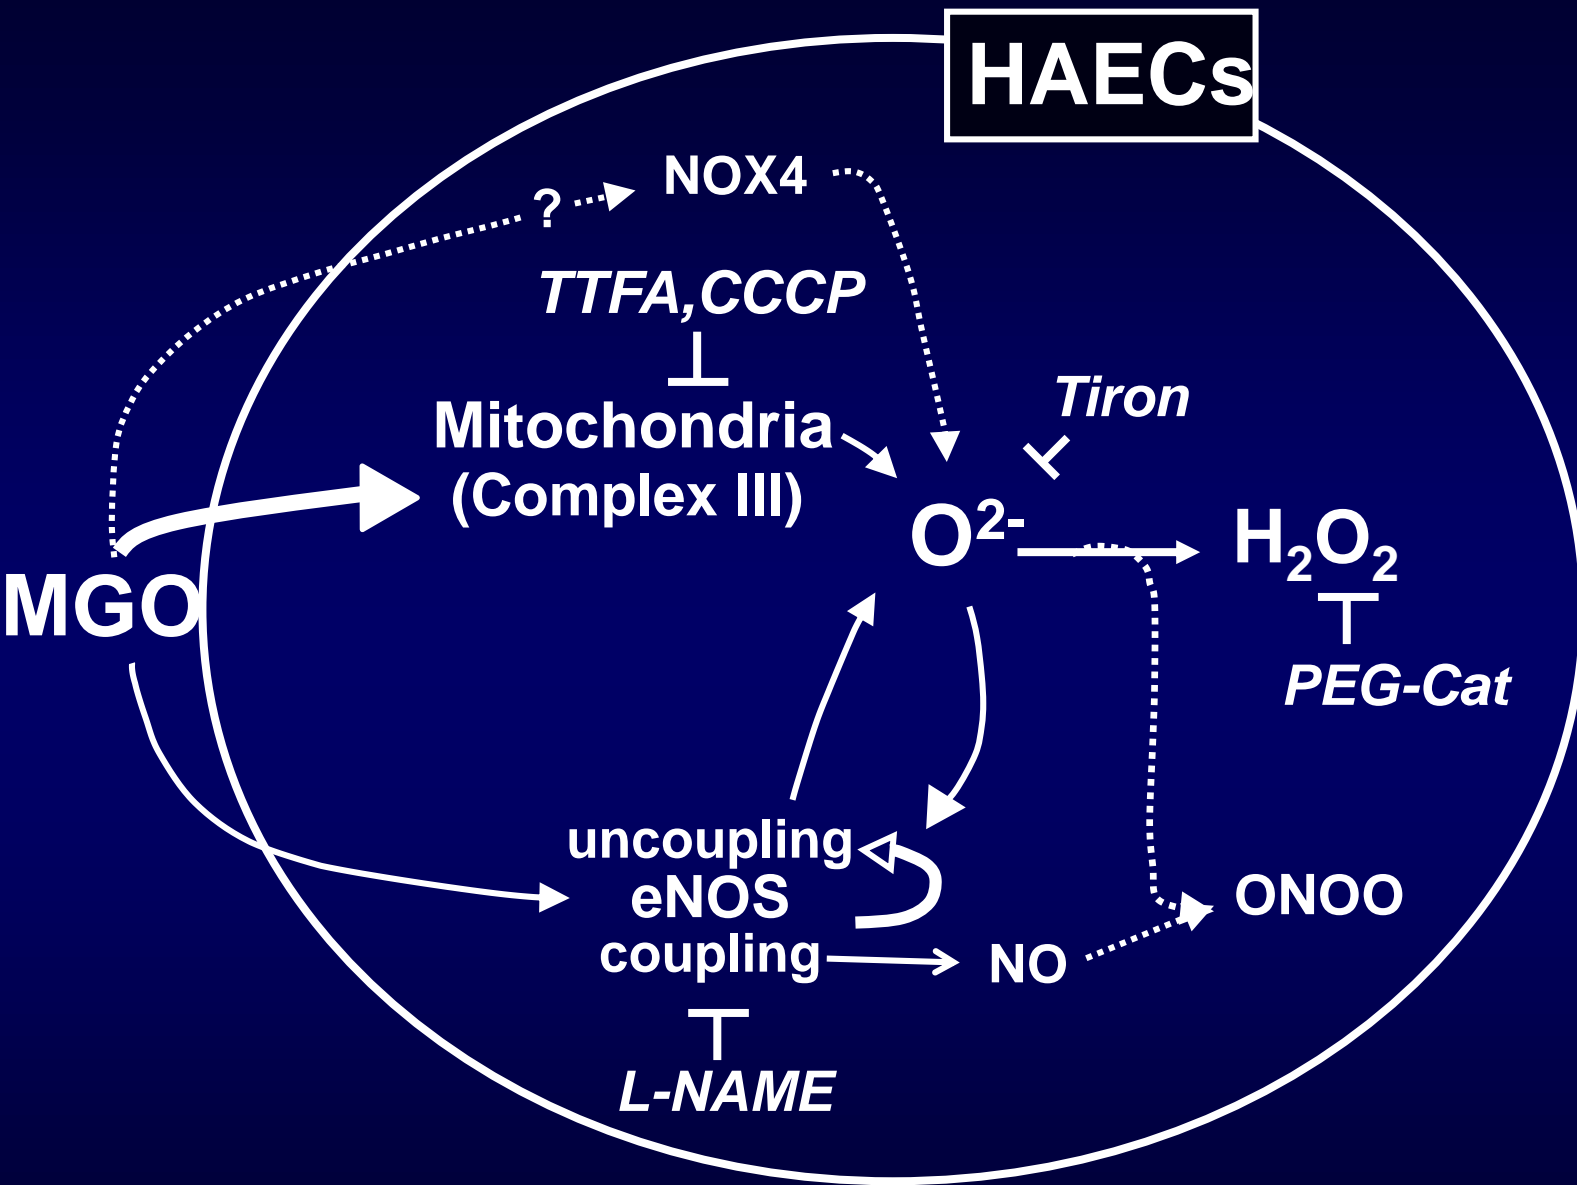 HAECs
NOX4
?
TTFA,CCCP
Tiron
Mitochondria
(Complex III)
O²⁻
H₂O₂
MGO
PEG-Cat
uncoupling
eNOS
ONOO
coupling
NO
L-NAME